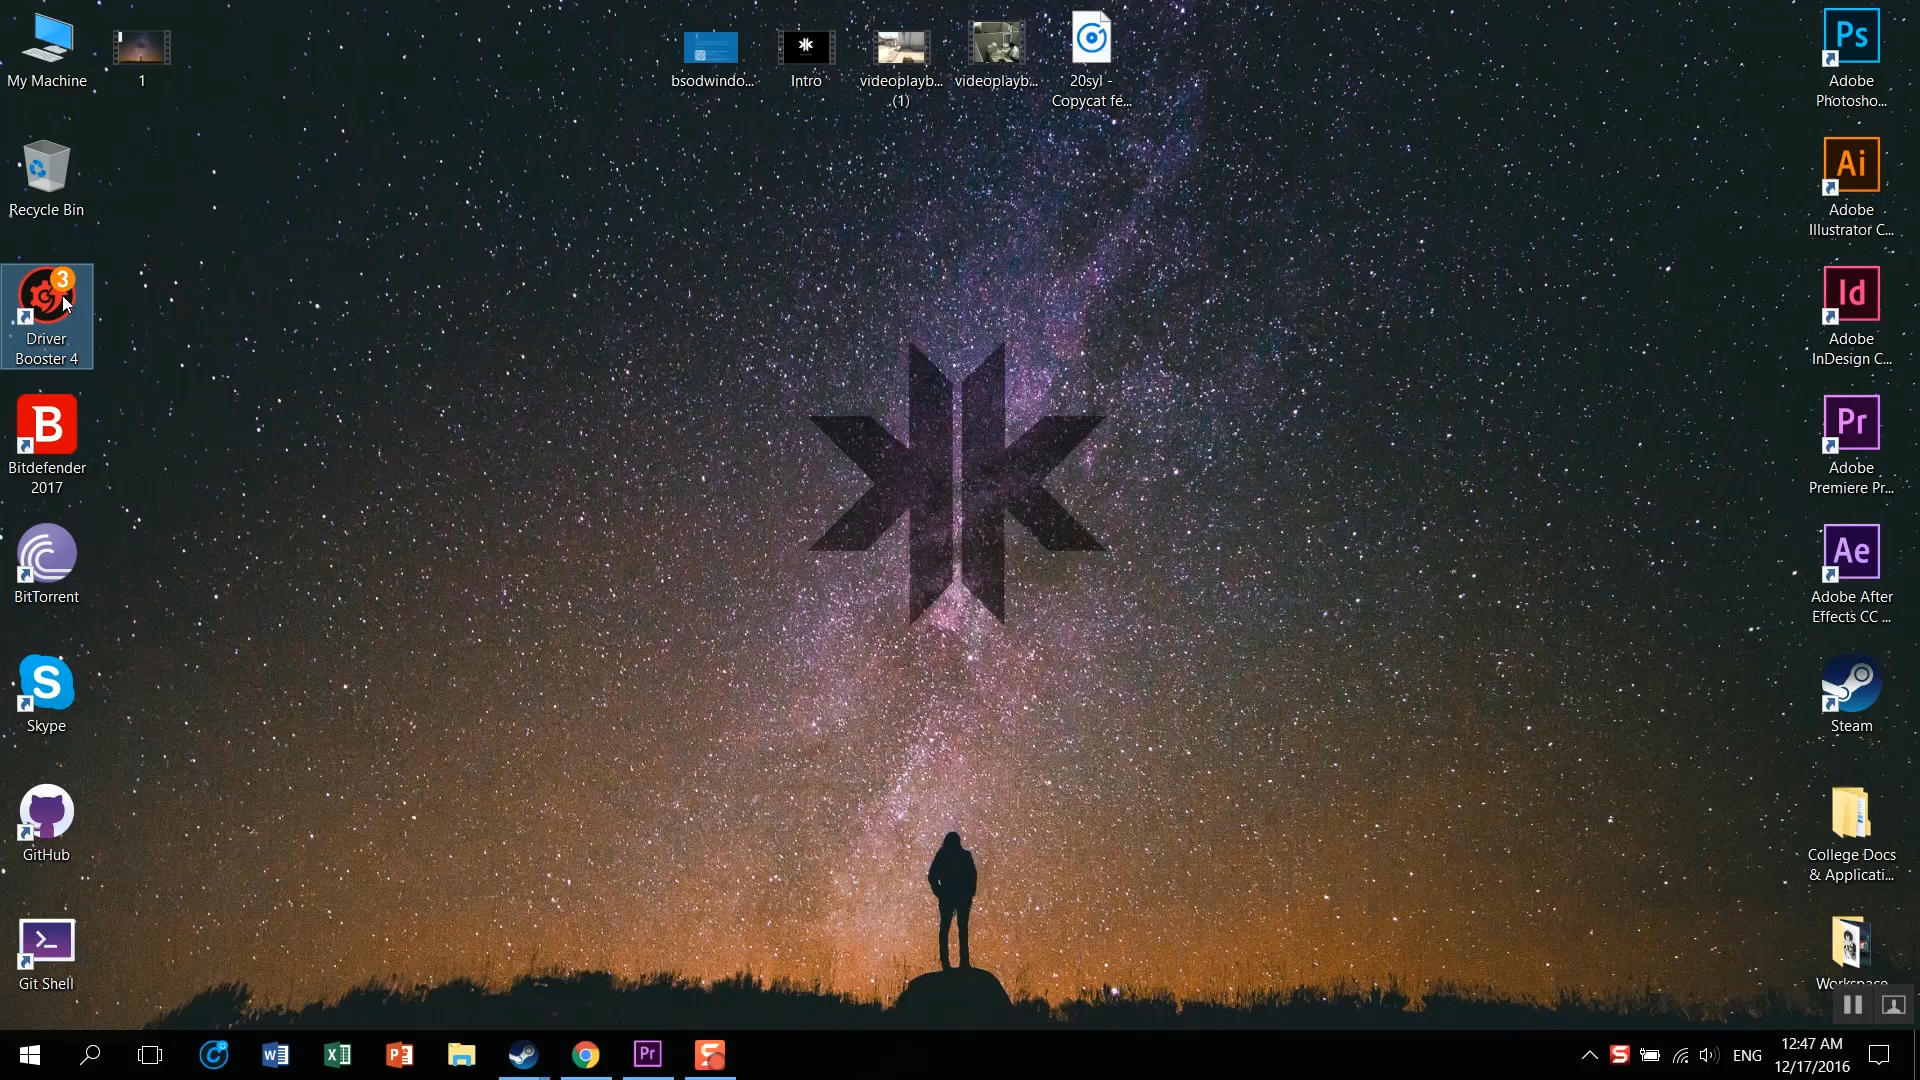 My Machine
1
bsodwindo...
Intro
videoplayb...
(1)
videoplayb...
20syl -
Copycat fe...
Ps
Adobe
Photosho...
Recycle Bin
Ai
Adobe
Illustrator C...
3
Driver
Booster 4
Id
Adobe
InDesign C...
B
Bitdefender
2017
Pr
Adobe
Premiere Pr...
BitTorrent
Ae
Adobe After
Effects CC ...
S
Skype
Steam
GitHub
College Docs
& Applicati...
>_
Git Shell
Workspace
W
X
P
Pr
S
S
ENG
12:47 AM
12/17/2016